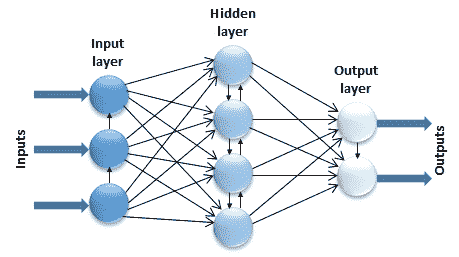 Hidden
layer
Input
layer
Output
layer
Inputs
Outputs